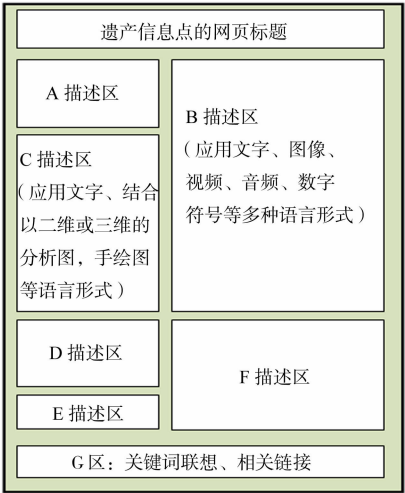 遗产信息点的网页标题
A 描述区
B 描述区
（应用文字、图像、
视频、音频、数字
符号等多种语言形式）
C 描述区
（应用文字、结合
以二维或三维的
分析图，手绘图
等语言形式）
D 描述区
E 描述区
F 描述区
G 区：关键词联想、相关链接